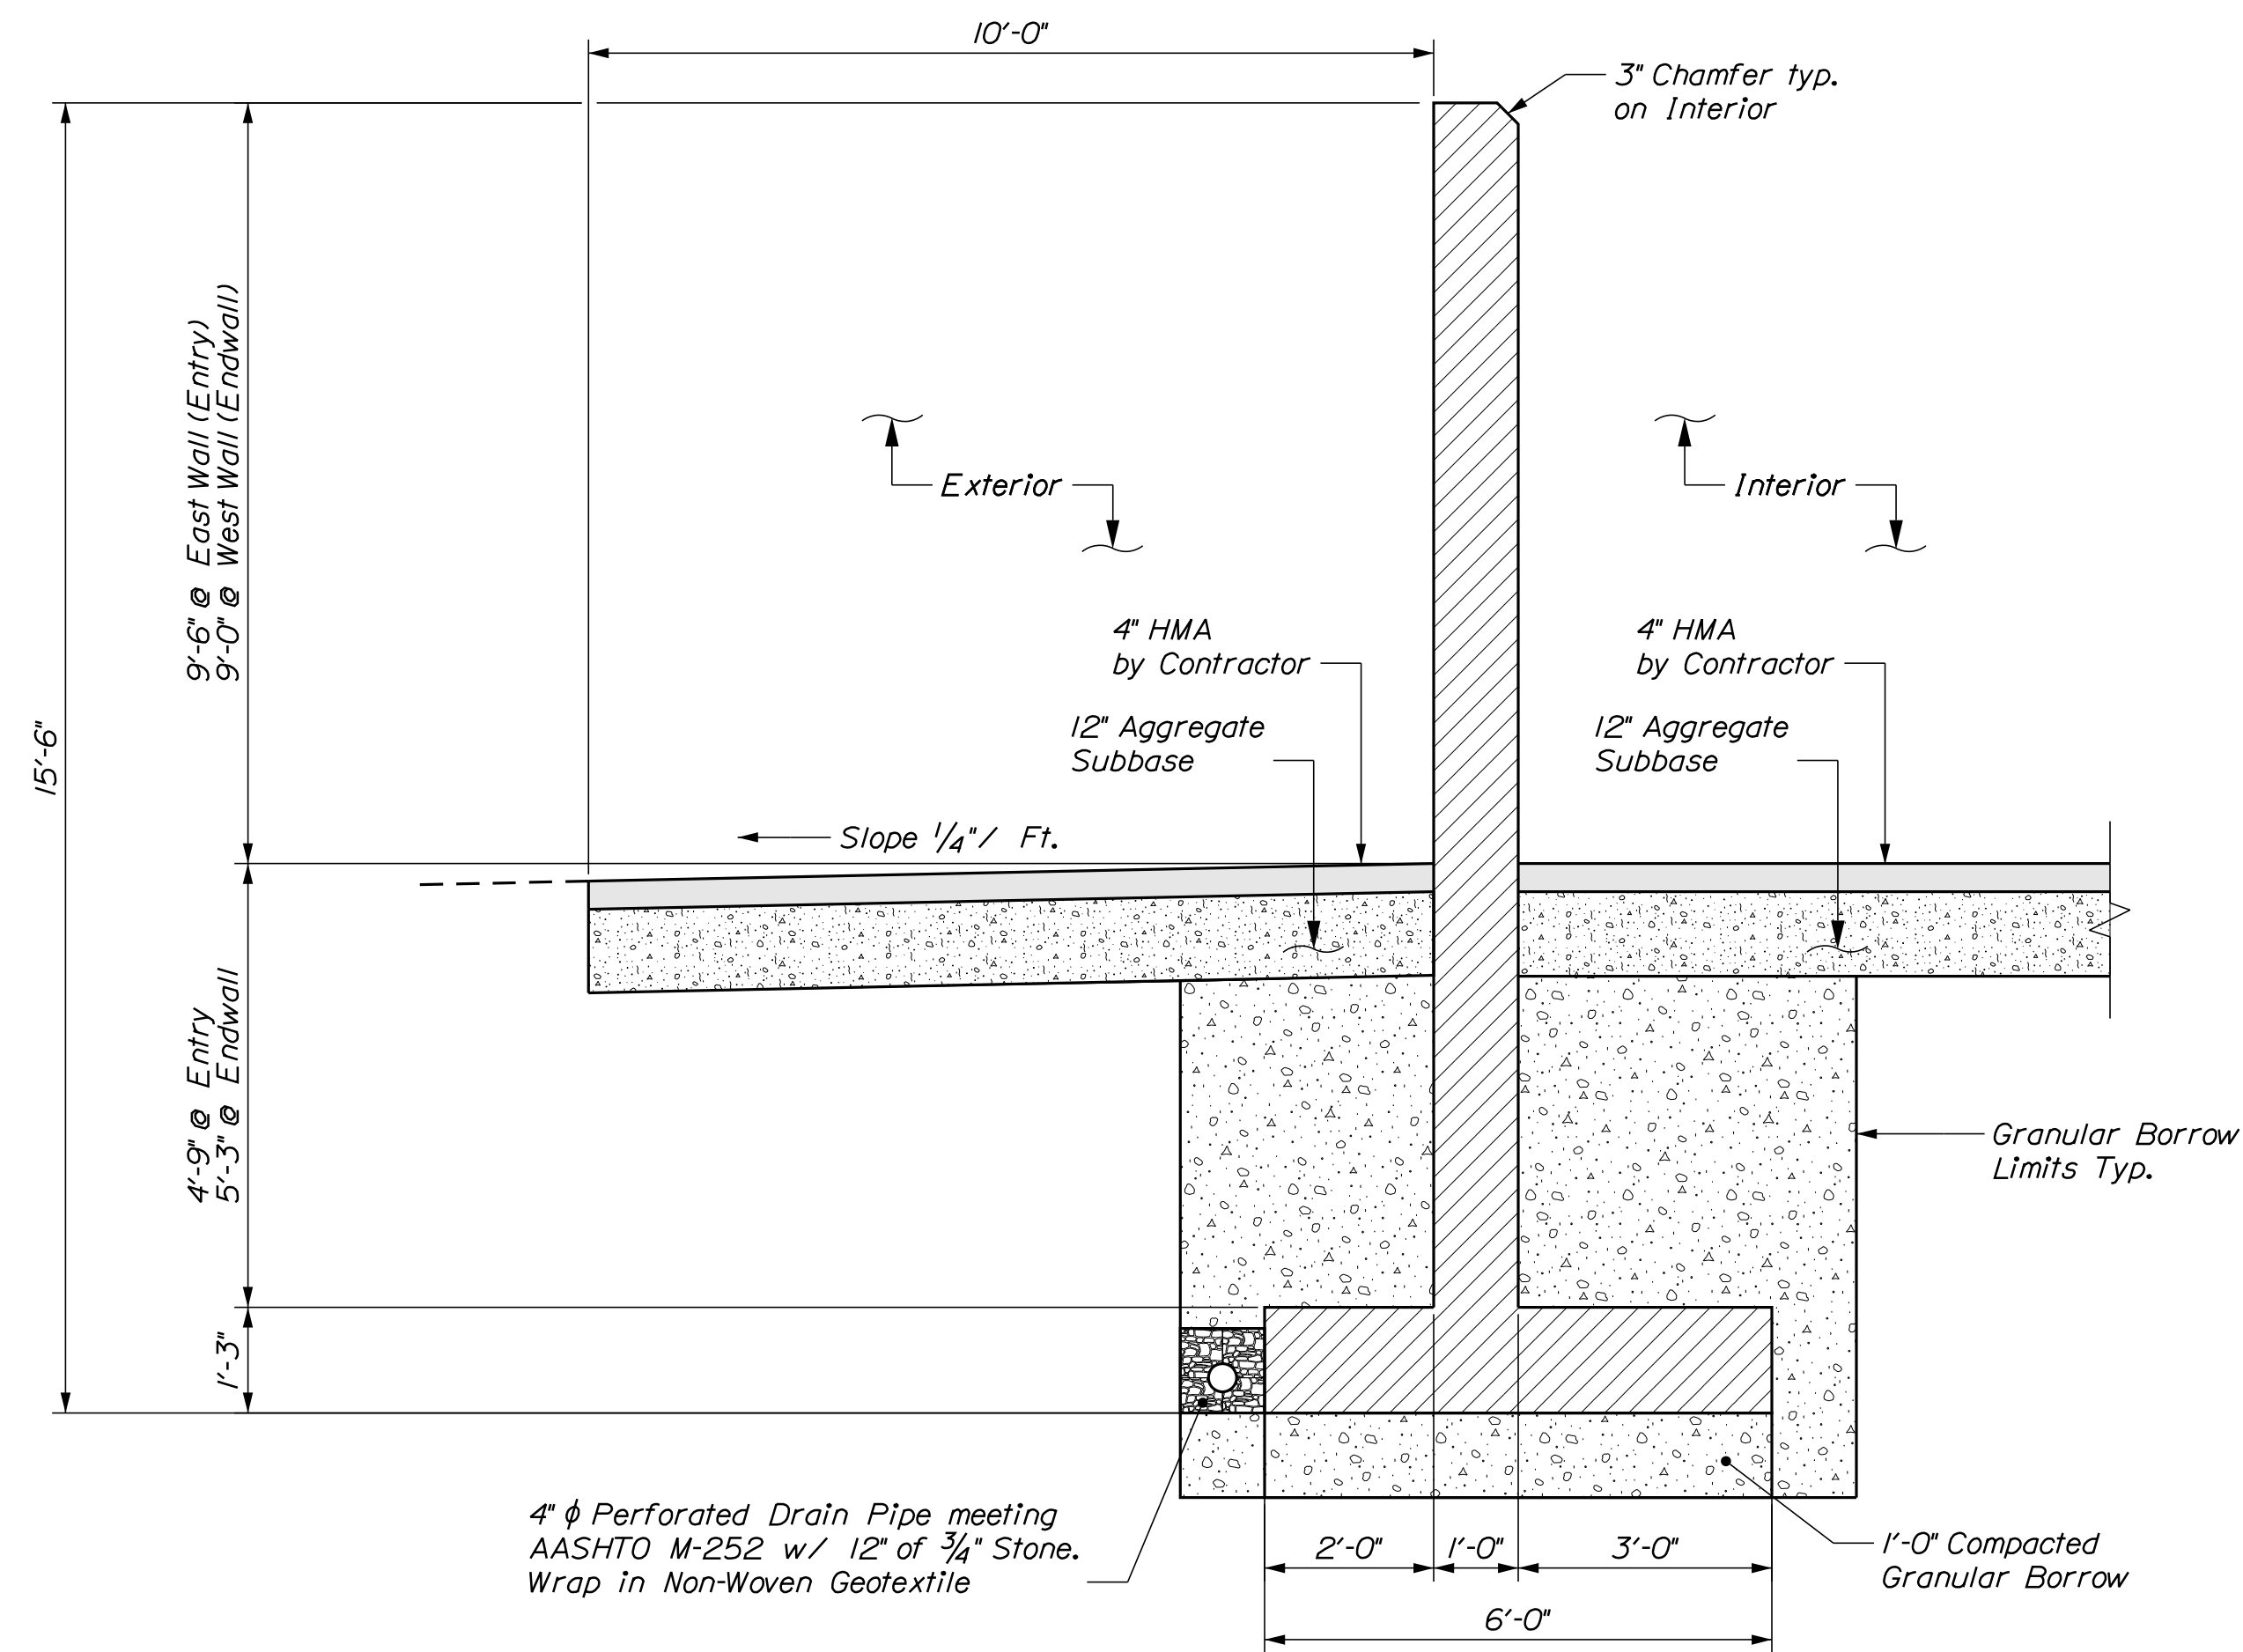 10'-0"
3" Chamfer typ.
on Interior
9'-6" @ East Wall (Entry)
9'-0" @ West Wall (Endwall)
15'-6"
Exterior
Interior
4" HMA
by Contractor
4" HMA
by Contractor
12" Aggregate
Subbase
12" Aggregate
Subbase
Slope 1/4" / Ft.
4'-9" @ Entry
5'-3" @ Endwall
Granular Borrow
Limits Typ.
1'-3"
4" ϕ Perforated Drain Pipe meeting
AASHTO M-252 w/ 12" of 3/4" Stone.
Wrap in Non-Woven Geotextile
2'-0"
1'-0"
3'-0"
1'-0" Compacted
Granular Borrow
6'-0"